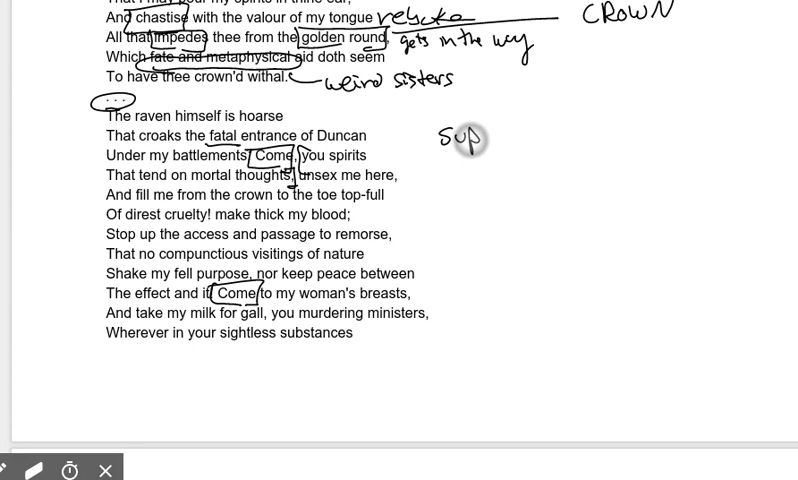 And chastise with the valour of my tongue rebuke CROWN
All that impedes thee from the golden round, gets in the way
Which fate and metaphysical aid doth seem
To have thee crown'd withal. weird sisters
...
The raven himself is hoarse
That croaks the fatal entrance of Duncan sup
Under my battlements. Come, you spirits
That tend on mortal thoughts, unsex me here,
And fill me from the crown to the toe top-full
Of direst cruelty! make thick my blood;
Stop up the access and passage to remorse,
That no compunctious visitings of nature
Shake my fell purpose, nor keep peace between
The effect and it! Come to my woman's breasts,
And take my milk for gall, you murdering ministers,
Wherever in your sightless substances